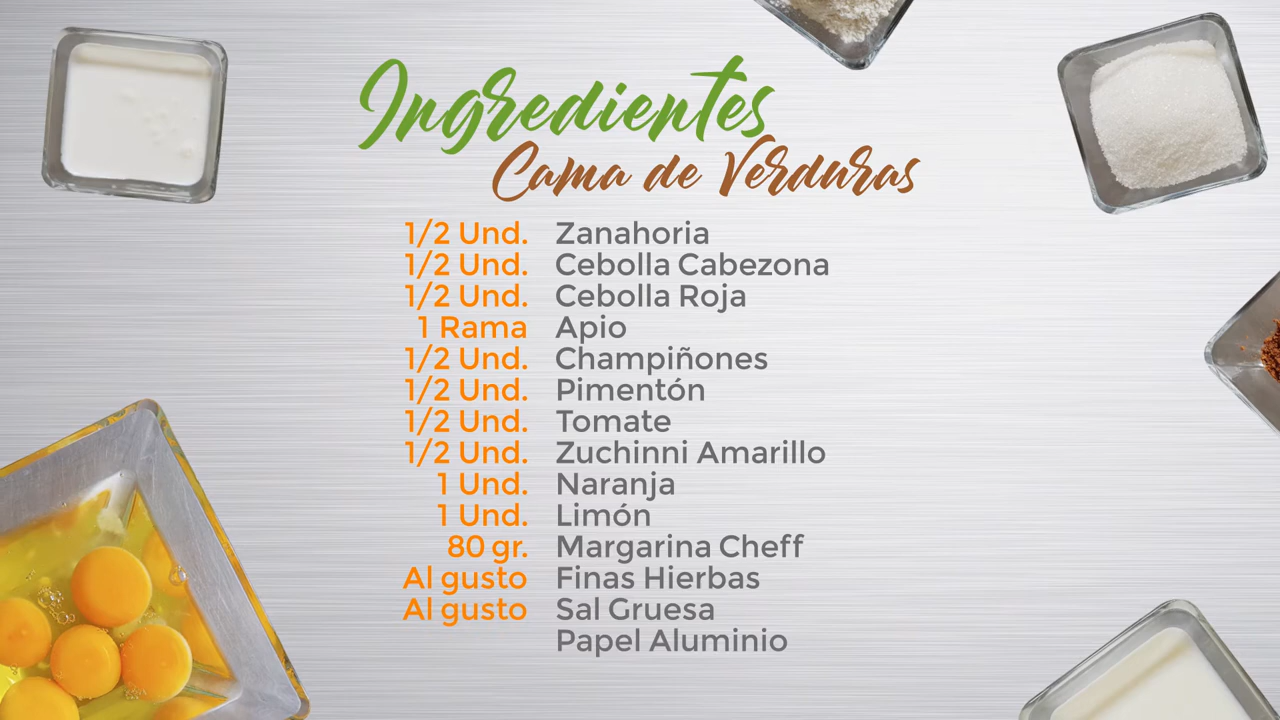 Ingredientes
Cama de Verduras
1/2 Und. Zanahoria
1/2 Und. Cebolla Cabezona
1/2 Und. Cebolla Roja
1 Rama Apio
1/2 Und. Champiñones
1/2 Und. Pimentón
1/2 Und. Tomate
1/2 Und. Zuchinni Amarillo
1 Und. Naranja
1 Und. Limón
80 gr. Margarina Cheff
Al gusto Finas Hierbas
Al gusto Sal Gruesa
Papel Aluminio